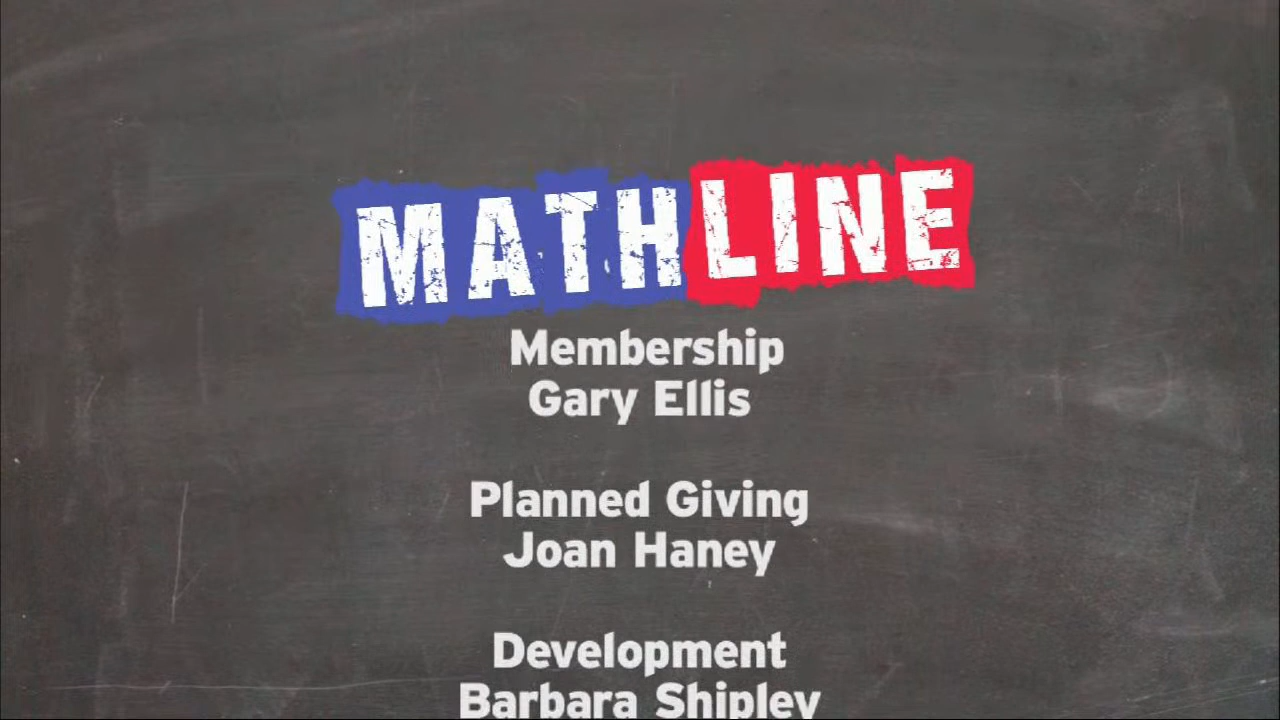 MATHLINE
Membership
Gary Ellis
Planned Giving
Joan Haney
Development
Barbara Shipley